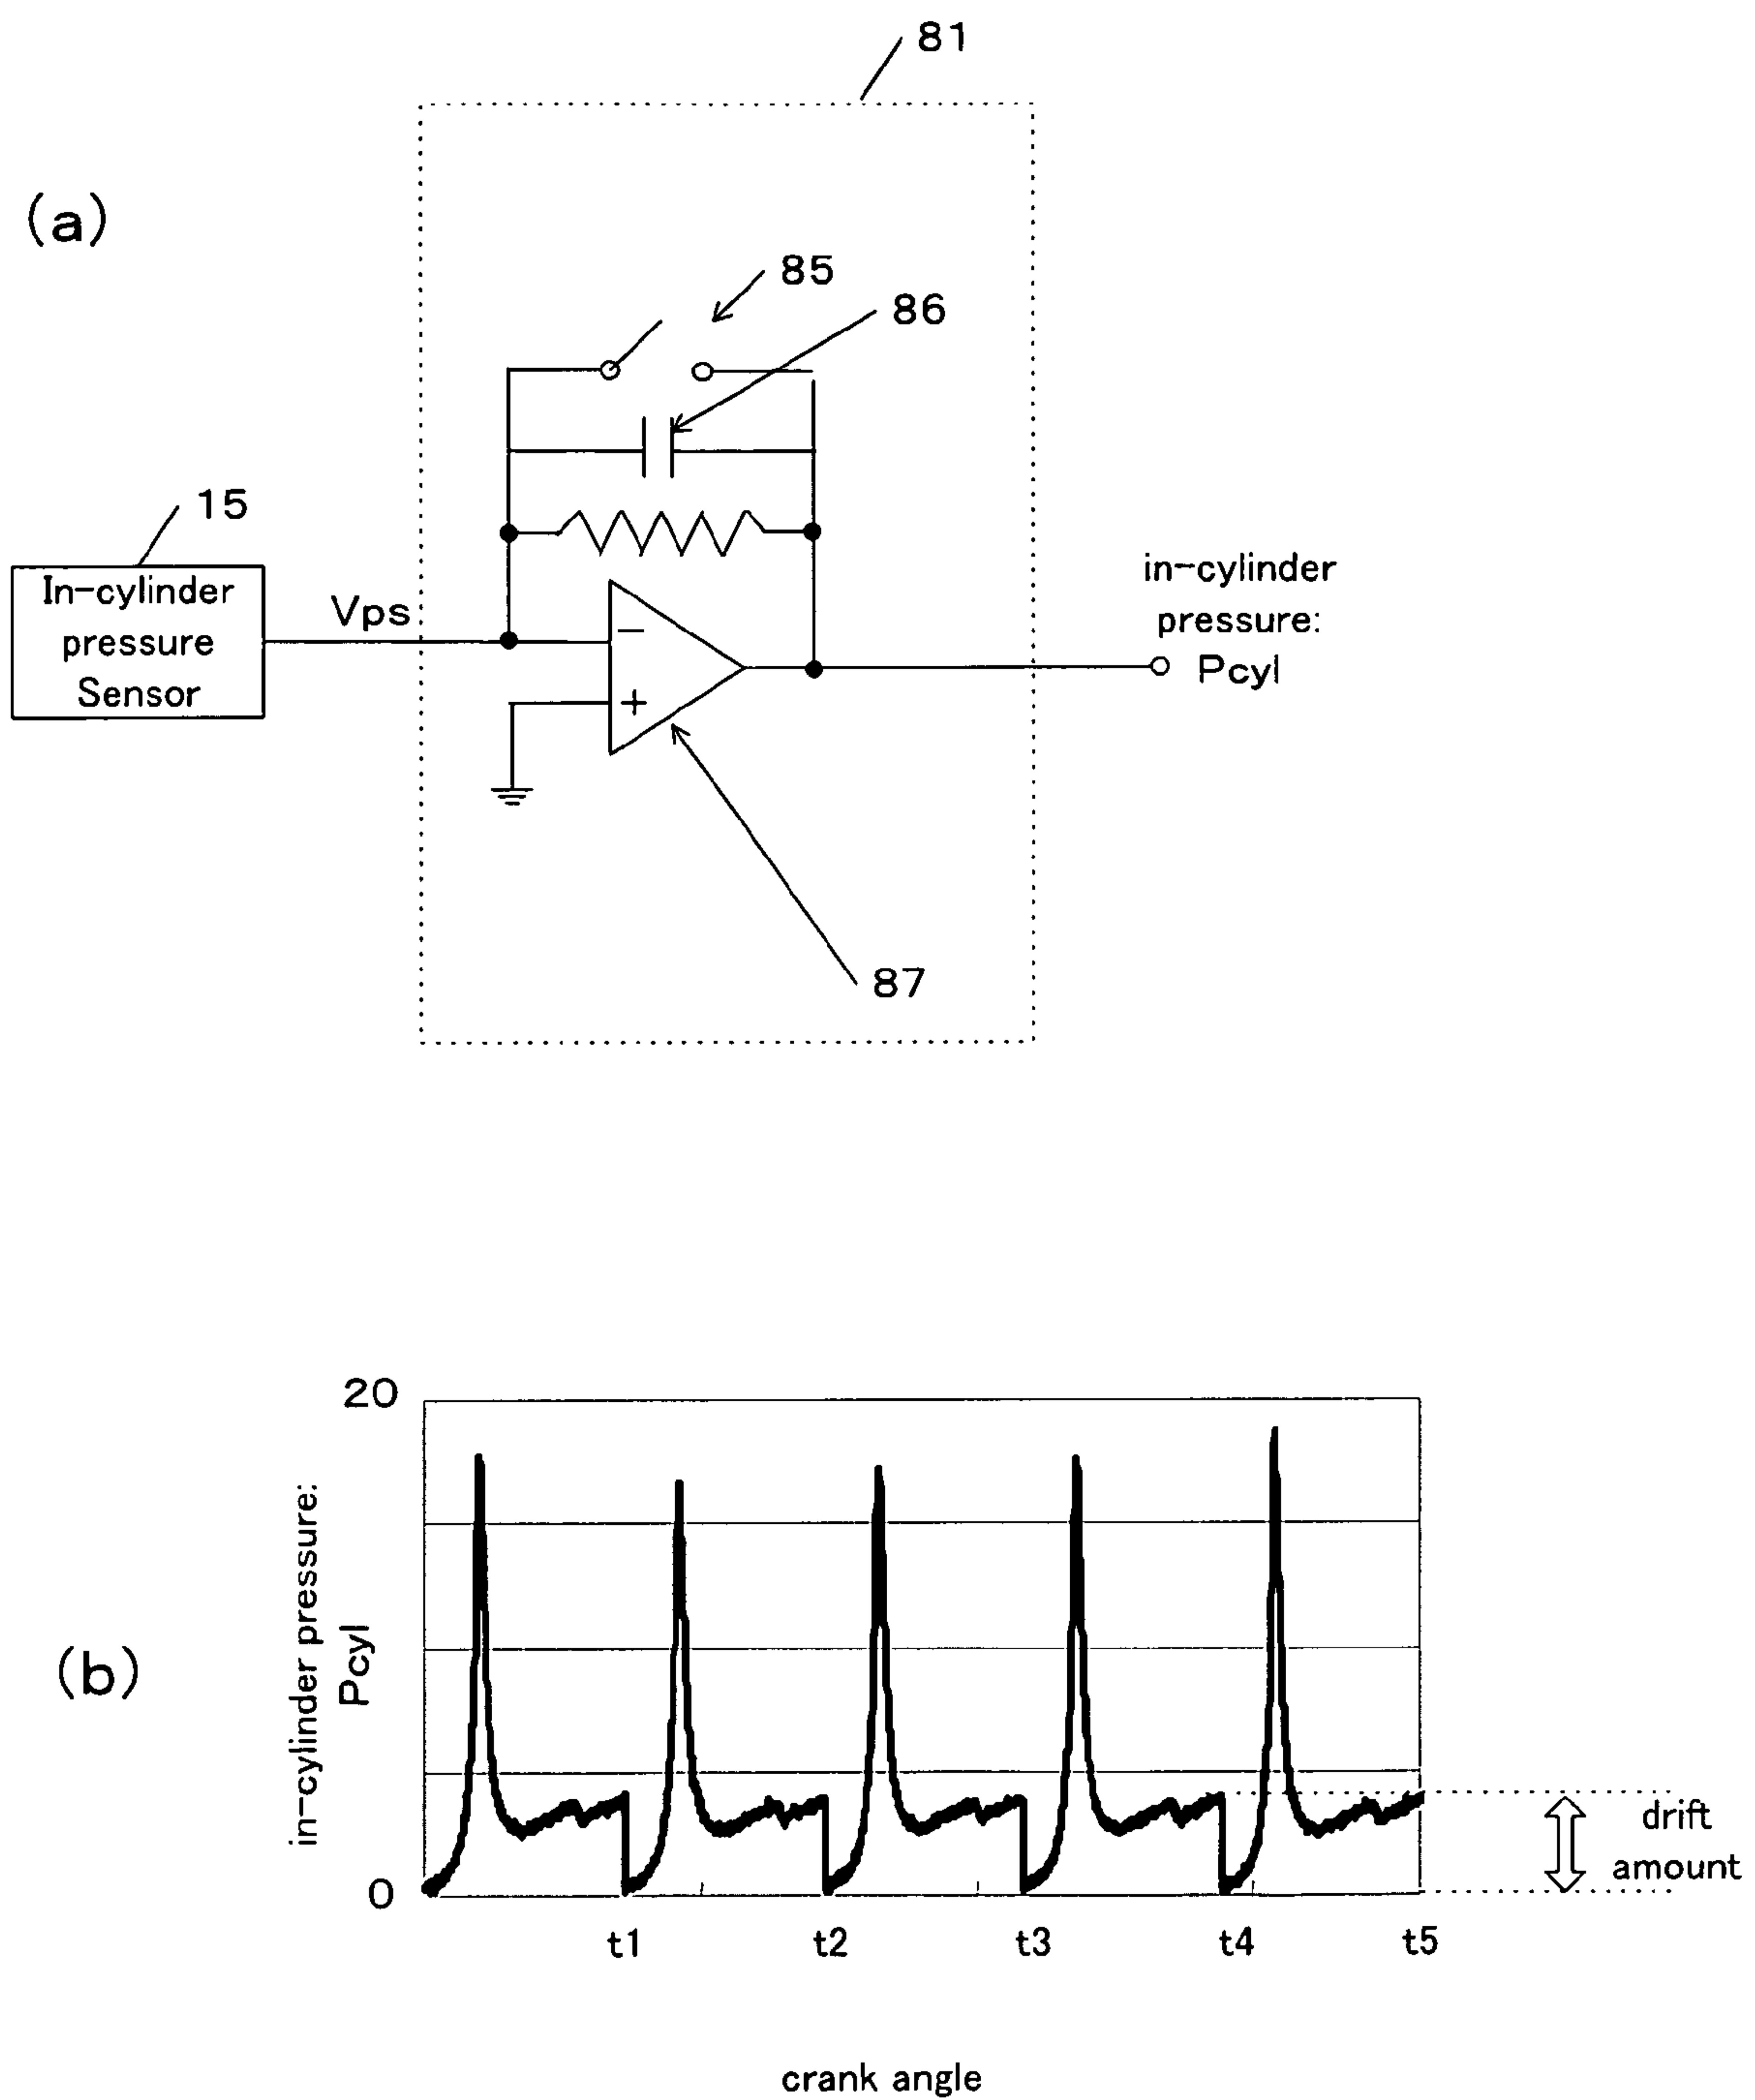 81
(a)
85
86
15
In-cylinder
pressure
Sensor
Vps
−
+
in-cylinder
pressure:
Pcyl
87
20
in-cylinder pressure:
Pcyl
(b)
0
drift
amount
t1 t2 t3 t4 t5
crank angle